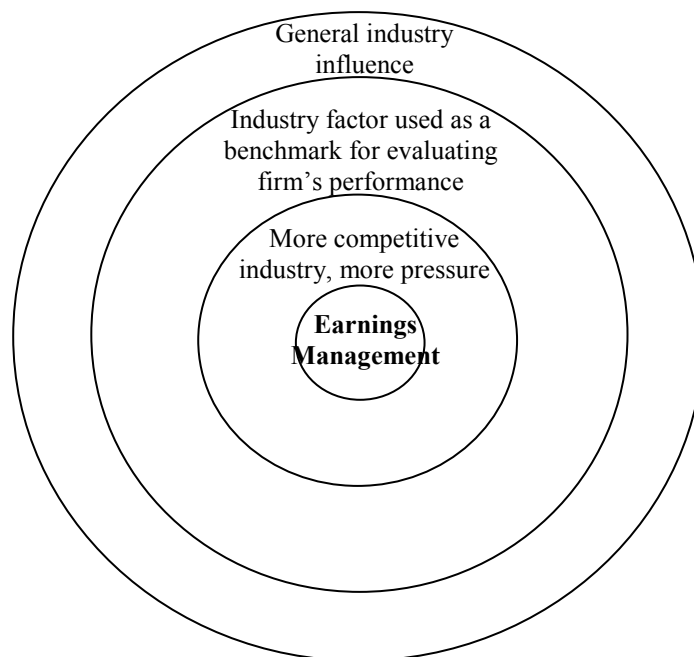 General industry
influence
Industry factor used as a
benchmark for evaluating
firm’s performance
More competitive
industry, more pressure
Earnings
Management